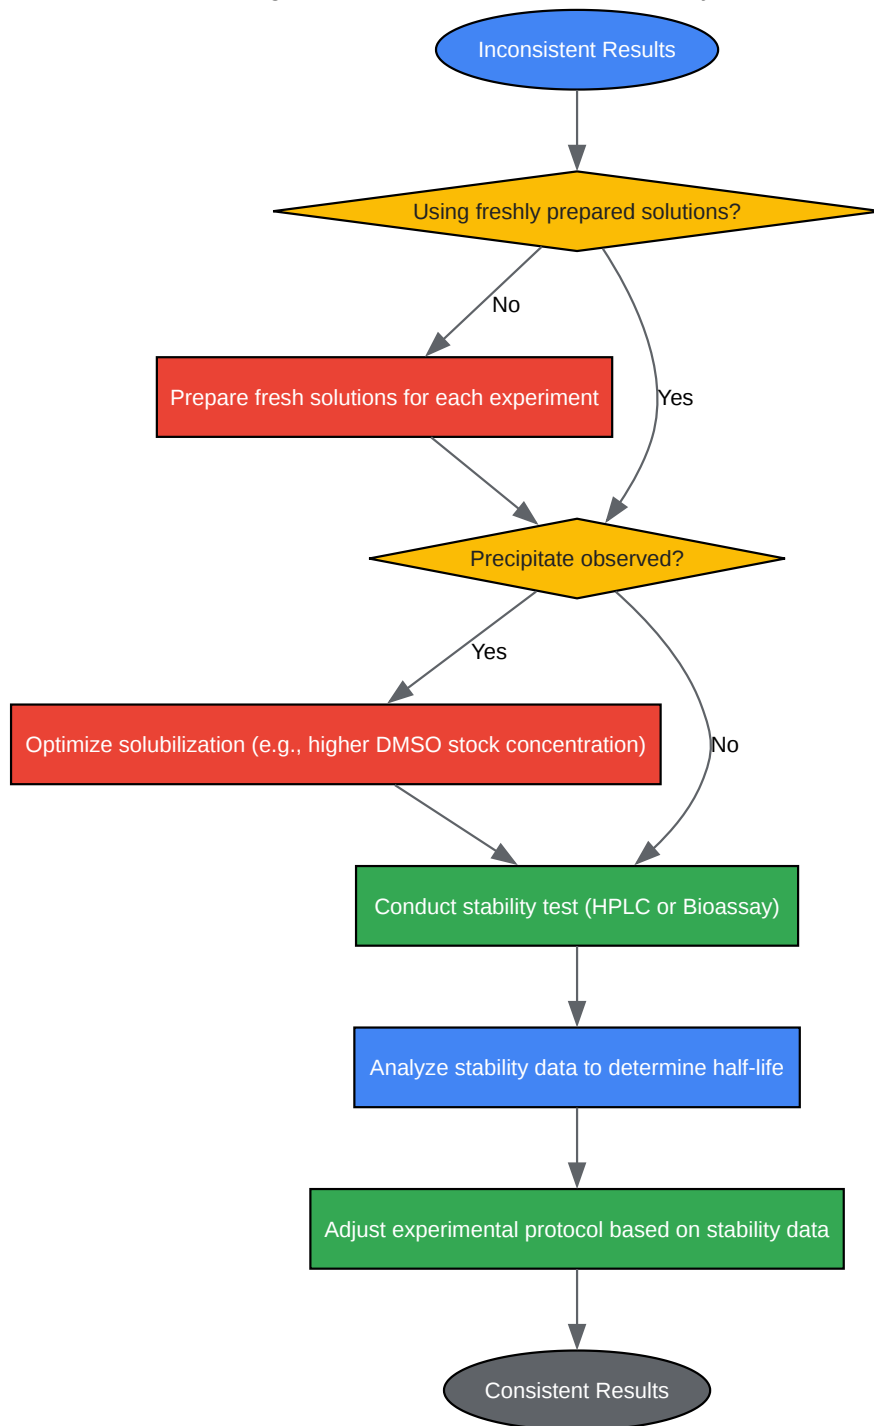 Inconsistent Results
Using freshly prepared solutions?
No
Prepare fresh solutions for each experiment
Yes
Precipitate observed?
Yes
Optimize solubilization (e.g., higher DMSO stock concentration)
No
Conduct stability test (HPLC or Bioassay)
Analyze stability data to determine half-life
Adjust experimental protocol based on stability data
Consistent Results